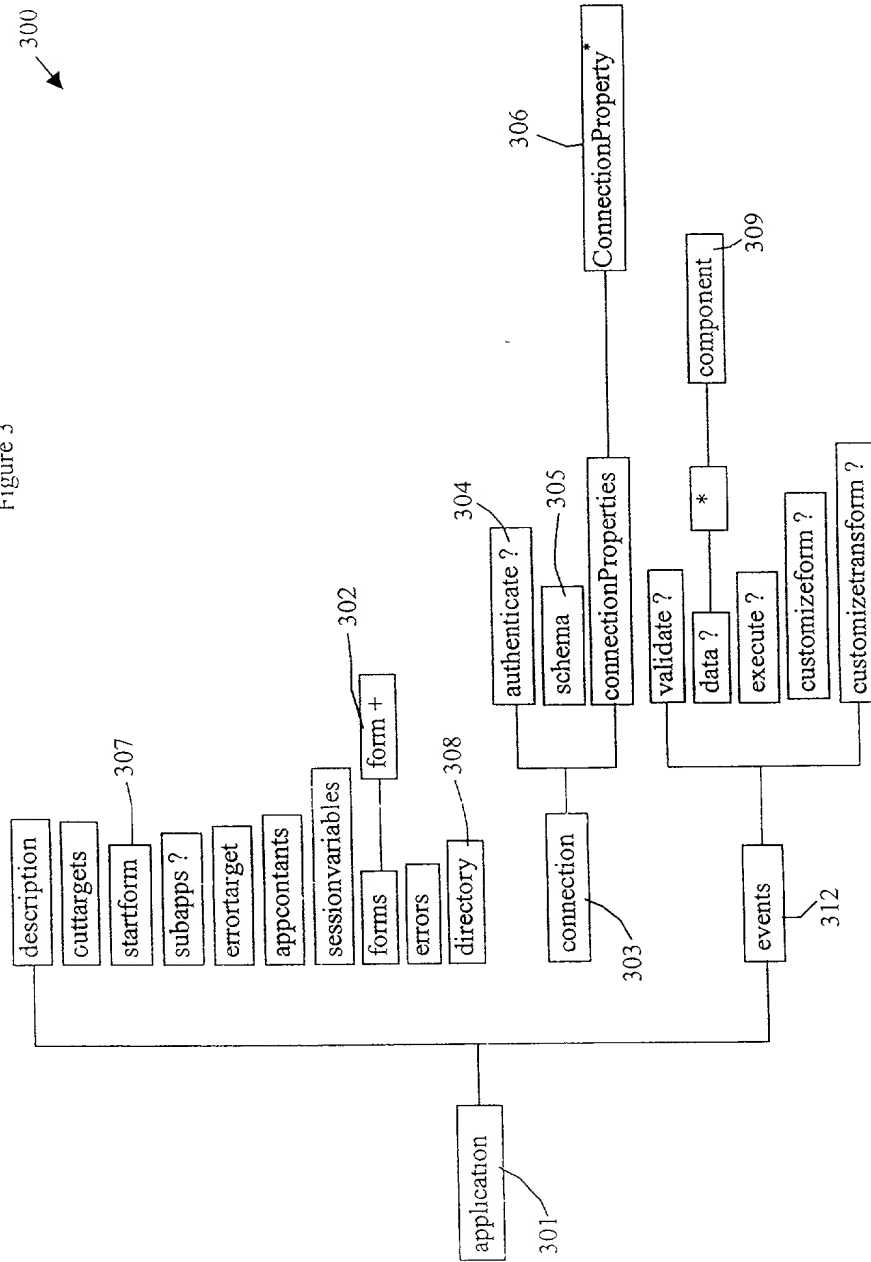 Figure 3
300
description
outtargets
startform
307
subapps ?
errortarget
appcontants
sessionvariables
302
forms
form +
errors
directory
308
application
301
connection
303
authenticate ?
304
schema
305
connectionProperties
ConnectionProperty*
306
events
312
validate ?
data ?
*
component
309
execute ?
customizeform ?
customizetransform ?